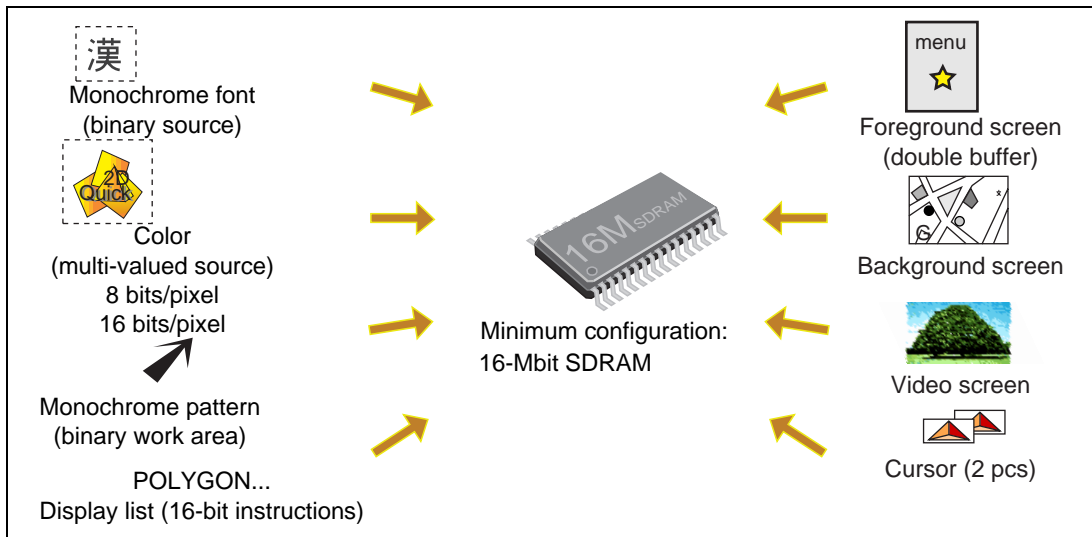 漢
Monochrome font
(binary source)
2D
Quick
Color
(multi-valued source)
8 bits/pixel
16 bits/pixel
Monochrome pattern
(binary work area)
POLYGON...
Display list (16-bit instructions)
16M SDRAM
Minimum configuration:
16-Mbit SDRAM
menu
Foreground screen
(double buffer)
G
Background screen
Video screen
Cursor (2 pcs)